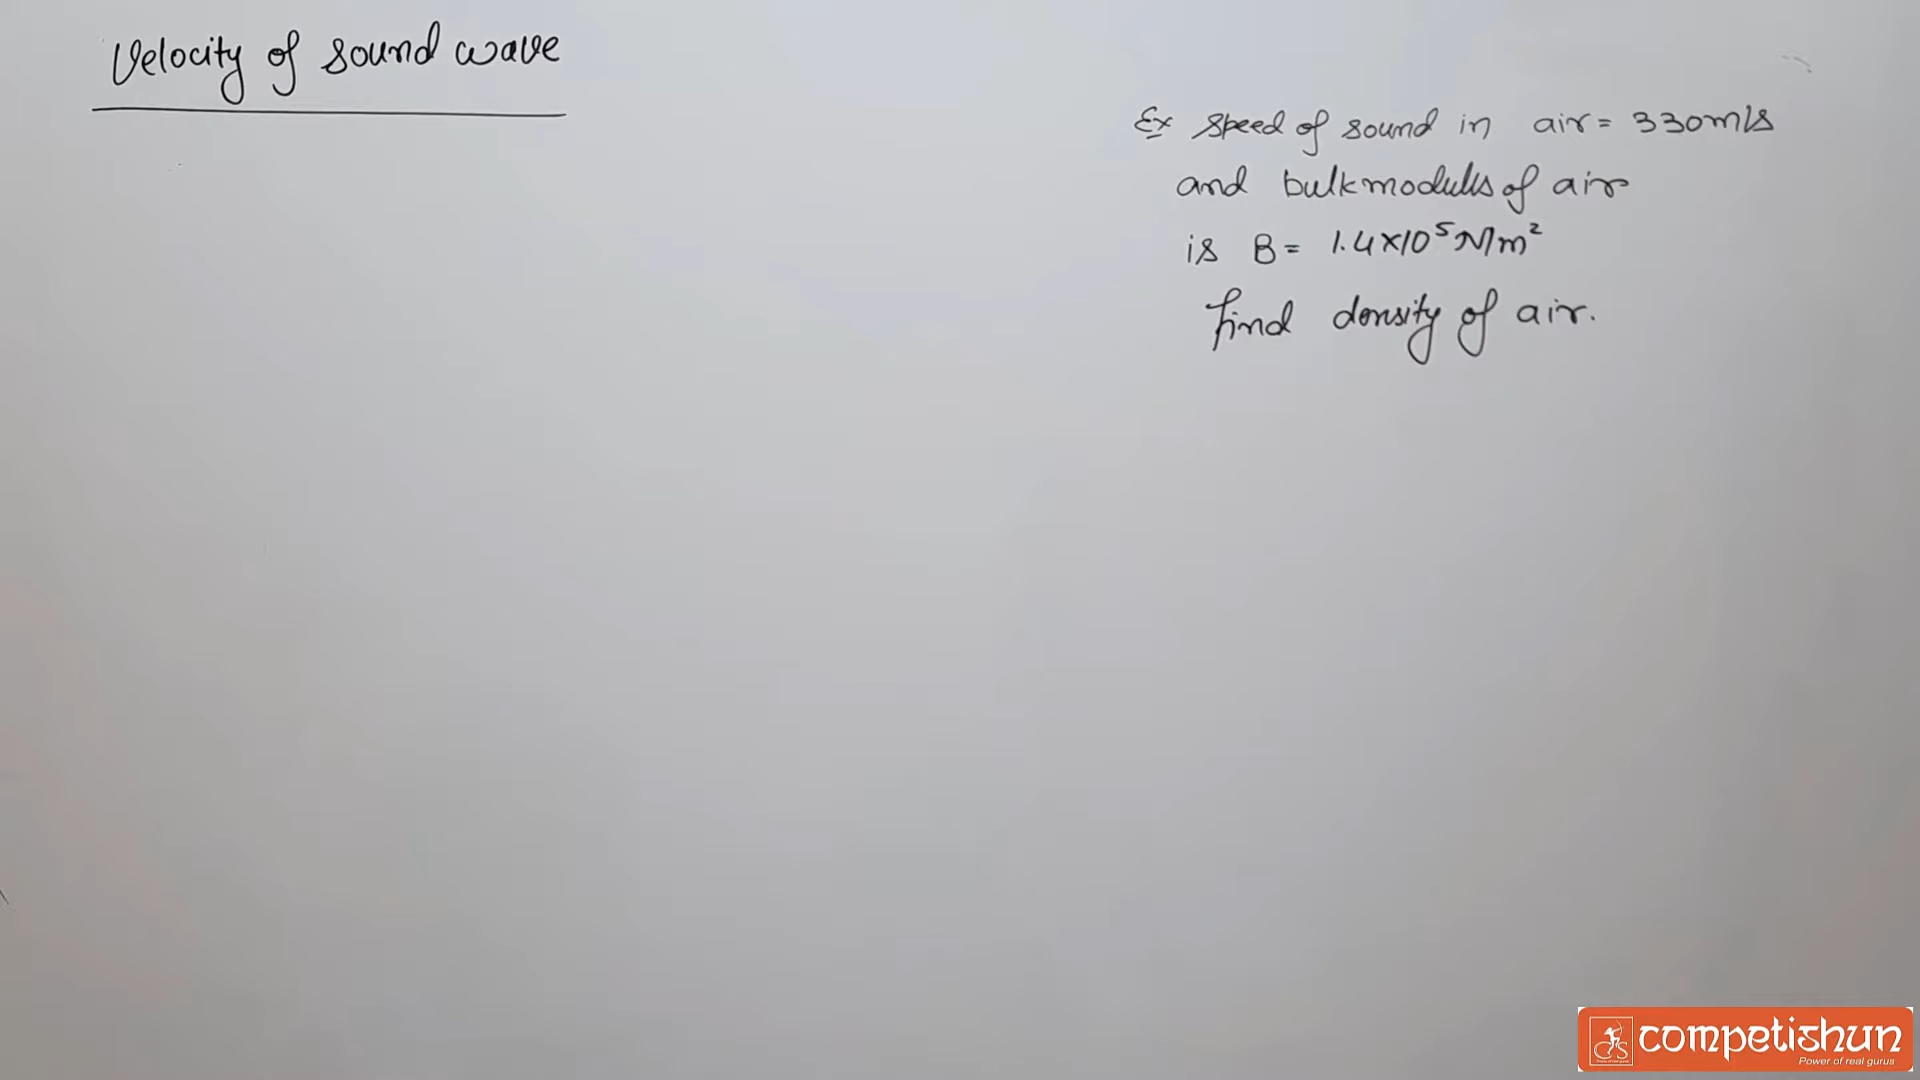 Velocity of sound wave
Ex speed of sound in air = 330m/s
and bulk modulus of air
is B = 1.4×10⁵ N/m²
find density of air.
competishun
Power of real gurus